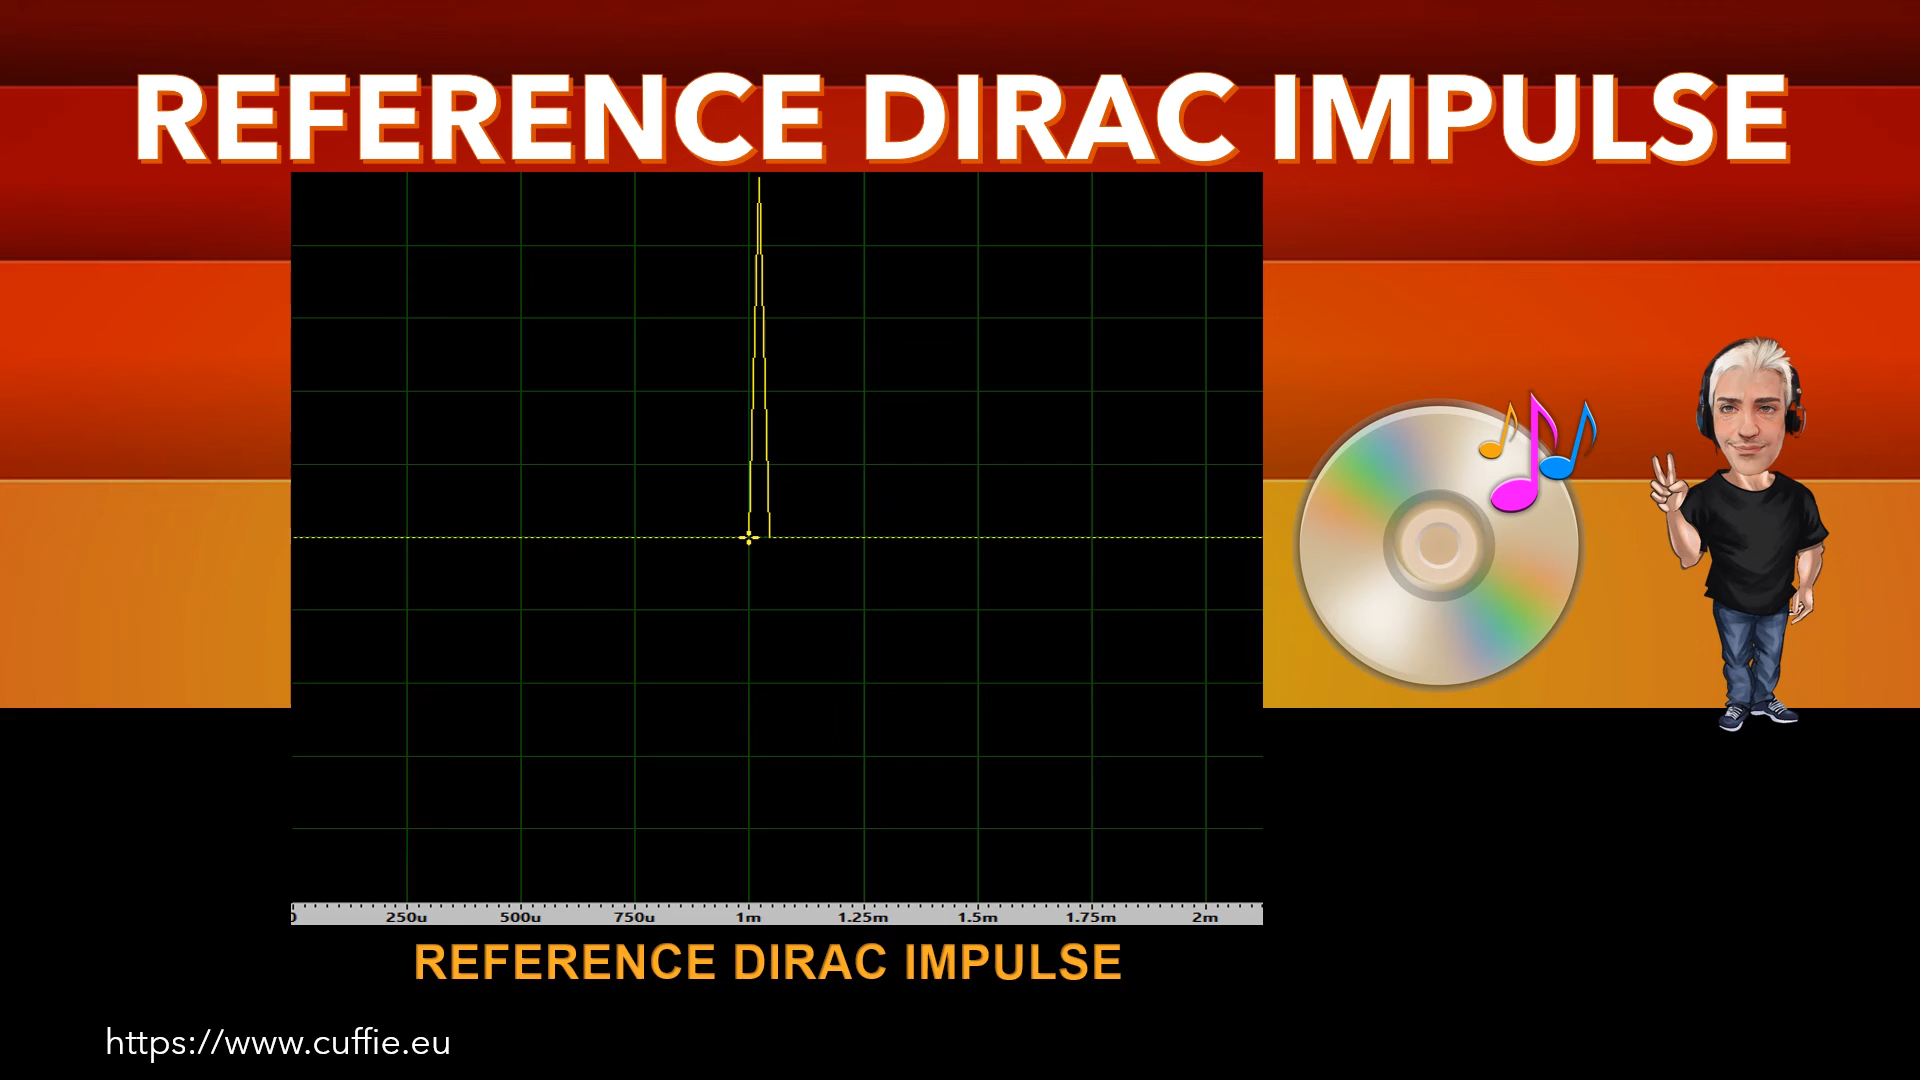 REFERENCE DIRAC IMPULSE
0 250u 500u 750u 1m 1.25m 1.5m 1.75m 2m
REFERENCE DIRAC IMPULSE
https://www.cuffie.eu